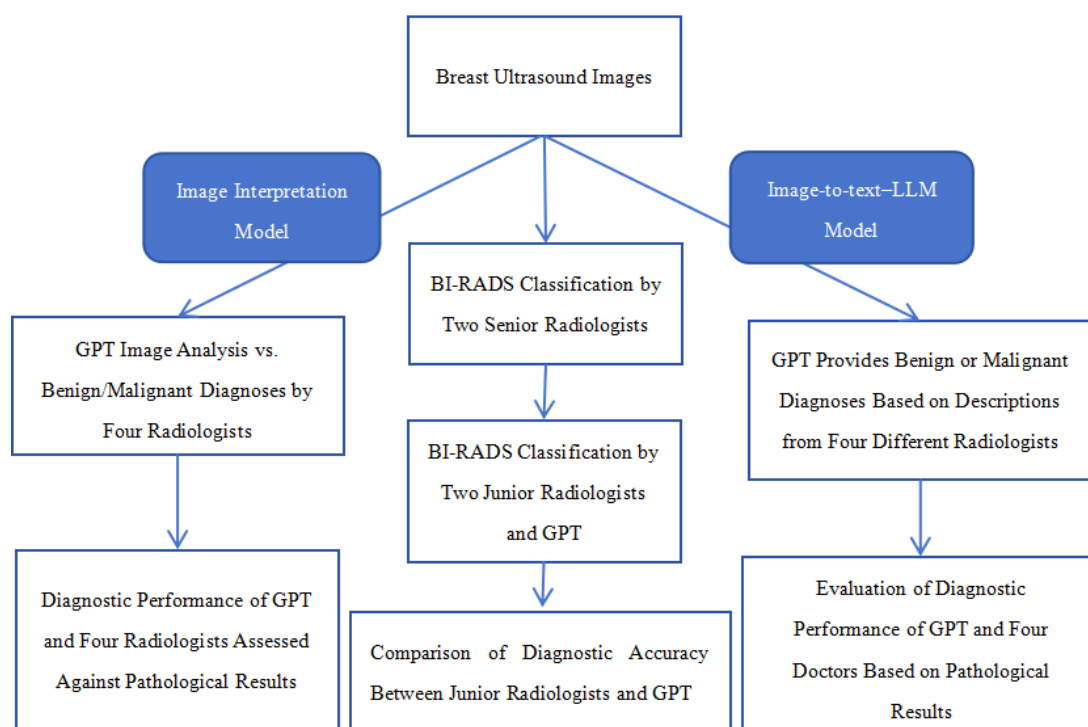 Breast Ultrasound Images
Image Interpretation
Model
Image-to-text–LLM
Model
BI-RADS Classification by
Two Senior Radiologists
GPT Image Analysis vs.
Benign/Malignant Diagnoses by
Four Radiologists
GPT Provides Benign or Malignant
Diagnoses Based on Descriptions
from Four Different Radiologists
BI-RADS Classification by
Two Junior Radiologists
and GPT
Diagnostic Performance of GPT
and Four Radiologists Assessed
Against Pathological Results
Comparison of Diagnostic Accuracy
Between Junior Radiologists and GPT
Evaluation of Diagnostic
Performance of GPT and Four
Doctors Based on Pathological
Results